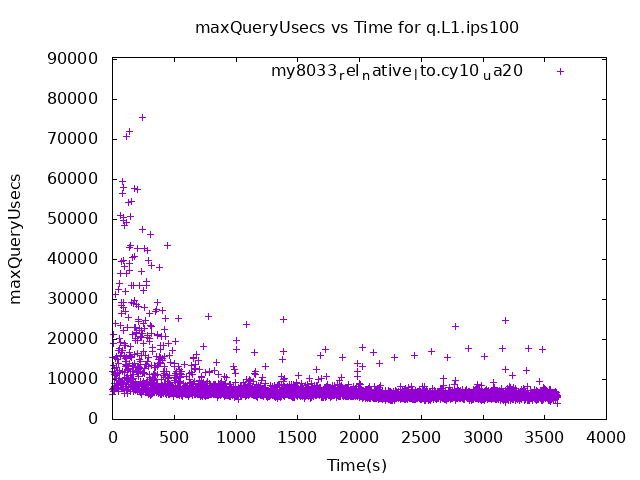 maxQueryUsecs vs Time for q.L1.ips100
my8033relnativelto.cy10ua20
90000
80000
70000
60000
50000
40000
30000
20000
10000
0
maxQueryUsecs
0 500 1000 1500 2000 2500 3000 3500 4000
Time(s)